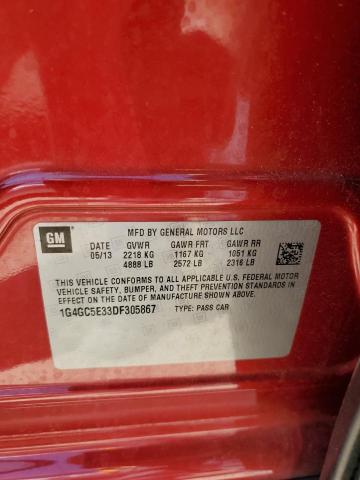 GM
MFD BY GENERAL MOTORS LLC
05/13 GVWR GAWR FRT GAWR RR
2218 KG 1167 KG 1051 KG
4888 LB 2572 LB 2316 LB
THIS VEHICLE CONFORMS TO ALL APPLICABLE U.S. FEDERAL MOTOR
VEHICLE SAFETY, BUMPER, AND THEFT PREVENTION STANDARDS
IN EFFECT ON THE DATE OF MANUFACTURE SHOWN ABOVE.
1G4GC5E33DF305867 TYPE: PASS CAR